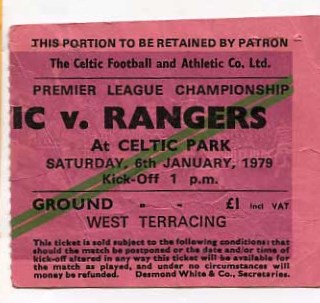 THIS PORTION TO BE RETAINED BY PATRON
The Celtic Football and Athletic Co. Ltd.
PREMIER LEAGUE CHAMPIONSHIP
IC v. RANGERS
At CELTIC PARK
SATURDAY, 6th JANUARY, 1979
Kick-Off 1 p.m.
GROUND - - £1 Incl VAT
WEST TERRACING
This ticket is sold subject to the following conditions: that
should the match be postponed or the date and/or time of
kick-off altered in any way this ticket will be available for
the match as played, and under no circumstances will
money be refunded. Desmond White & Co., Secretaries.